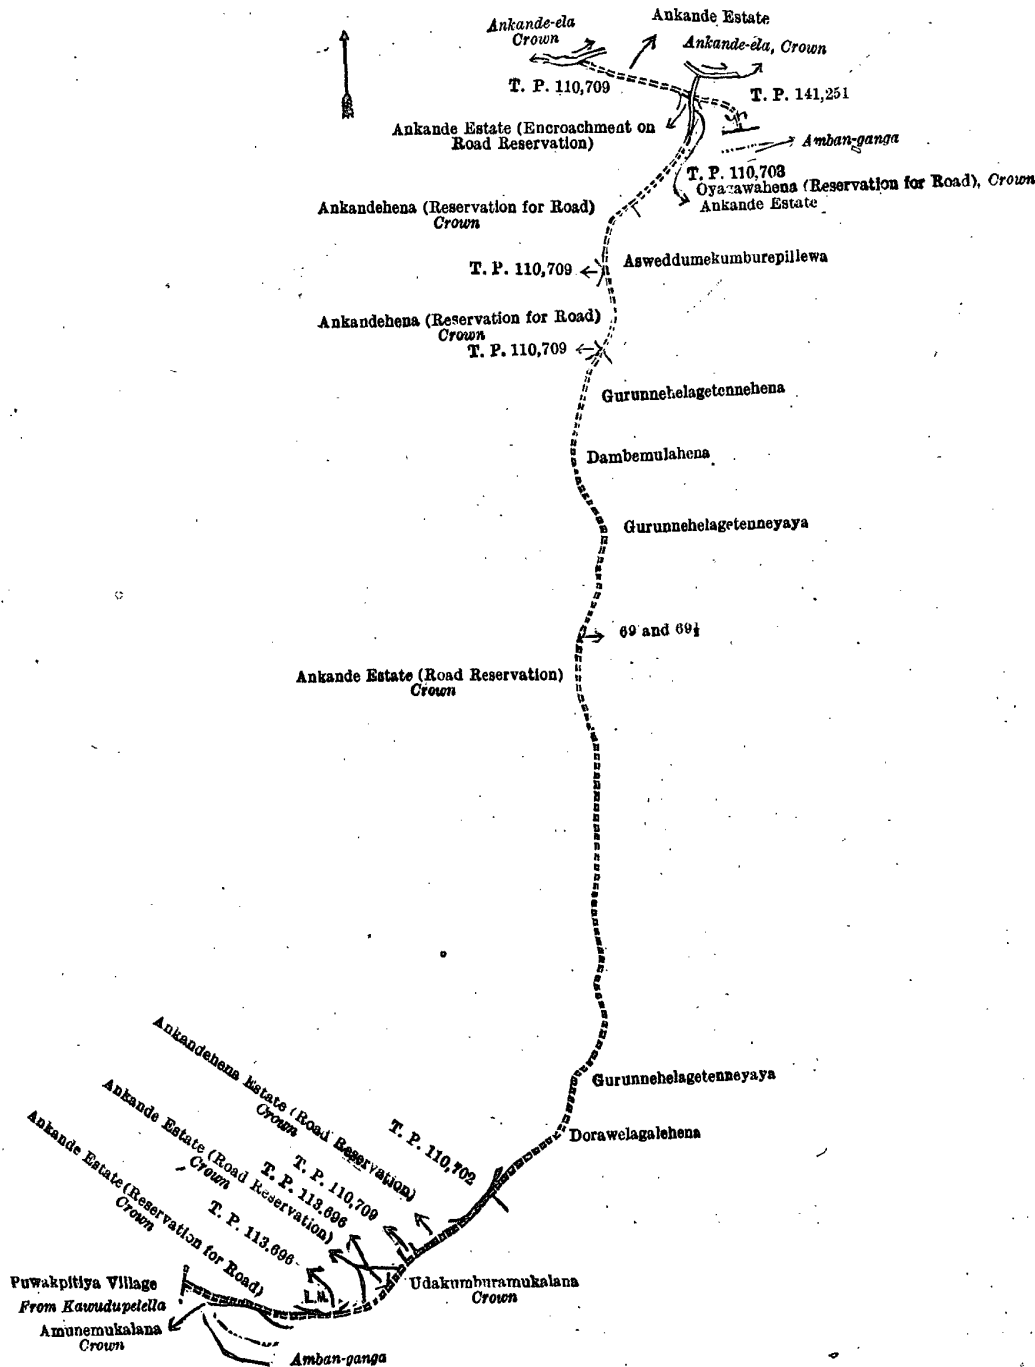 Ankande-ela
Crown
Ankande Estate
Ankande-ela, Crown
T. P. 110,709
T. P. 141,251
Ankande Estate (Encroachment on
Road Reservation)
Amban-ganga
T. P. 110,703
(Reservation for Road), Crown
Ankande Estate
Ankandehena (Reservation for Road)
Crown
T. P. 110,709
Asweddumekumburepillewa
Ankandehena (Reservation for Road)
Crown
T. P. 110,709
Gurunnehelagetennehena
Dambemulahena
Gurunnehelagetenneyaya
69 and 69½
Ankande Estate (Road Reservation)
Crown
Gurunnehelagetenneyaya
Dorawelagalehena
T. P. 110,702
Ankandehena Estate (Road Reservation)
Crown
T. P. 110,709
Ankande Estate (Road Reservation)
Crown
T. P. 113,696
Ankande Estate (Reservation for Road)
Crown
T. P. 113,696
L.M.
Udakumburamukalana
Crown
Puwakpitiya Village
From Kawudupelella
Amunemukalana
Crown
Amban-ganga